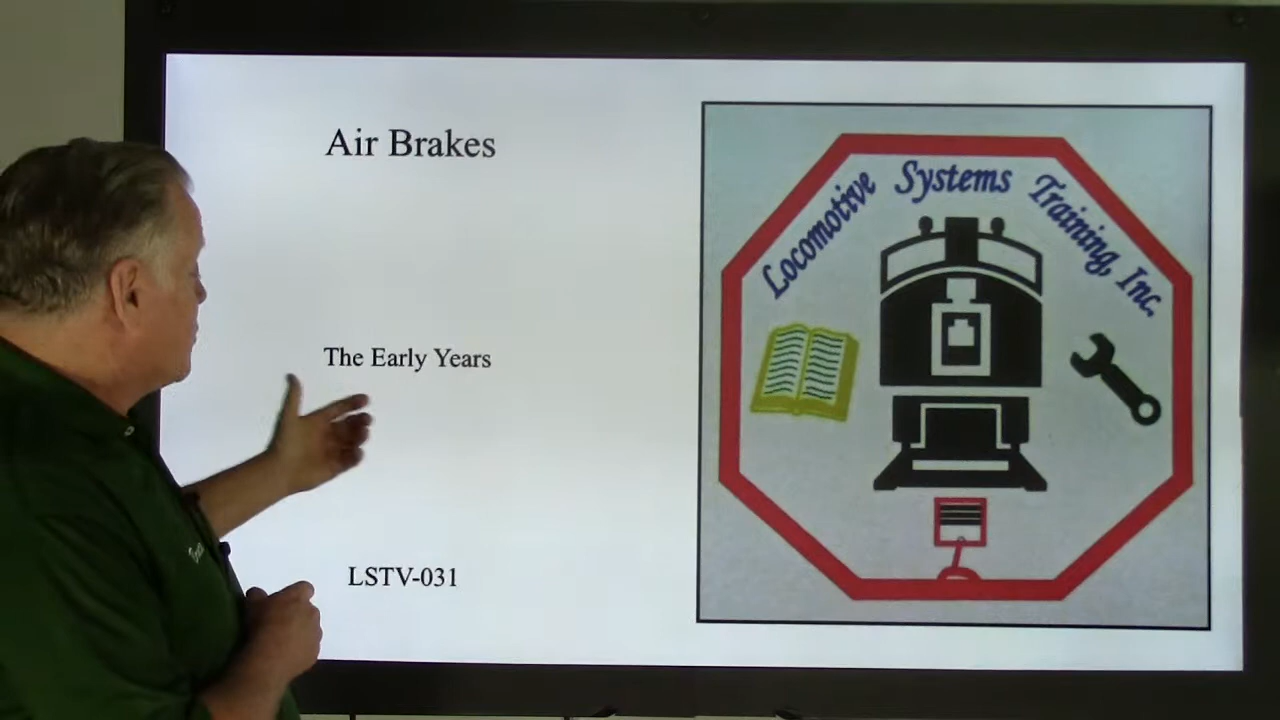 Air Brakes
The Early Years
LSTV-031
Locomotive Systems Training, Inc.